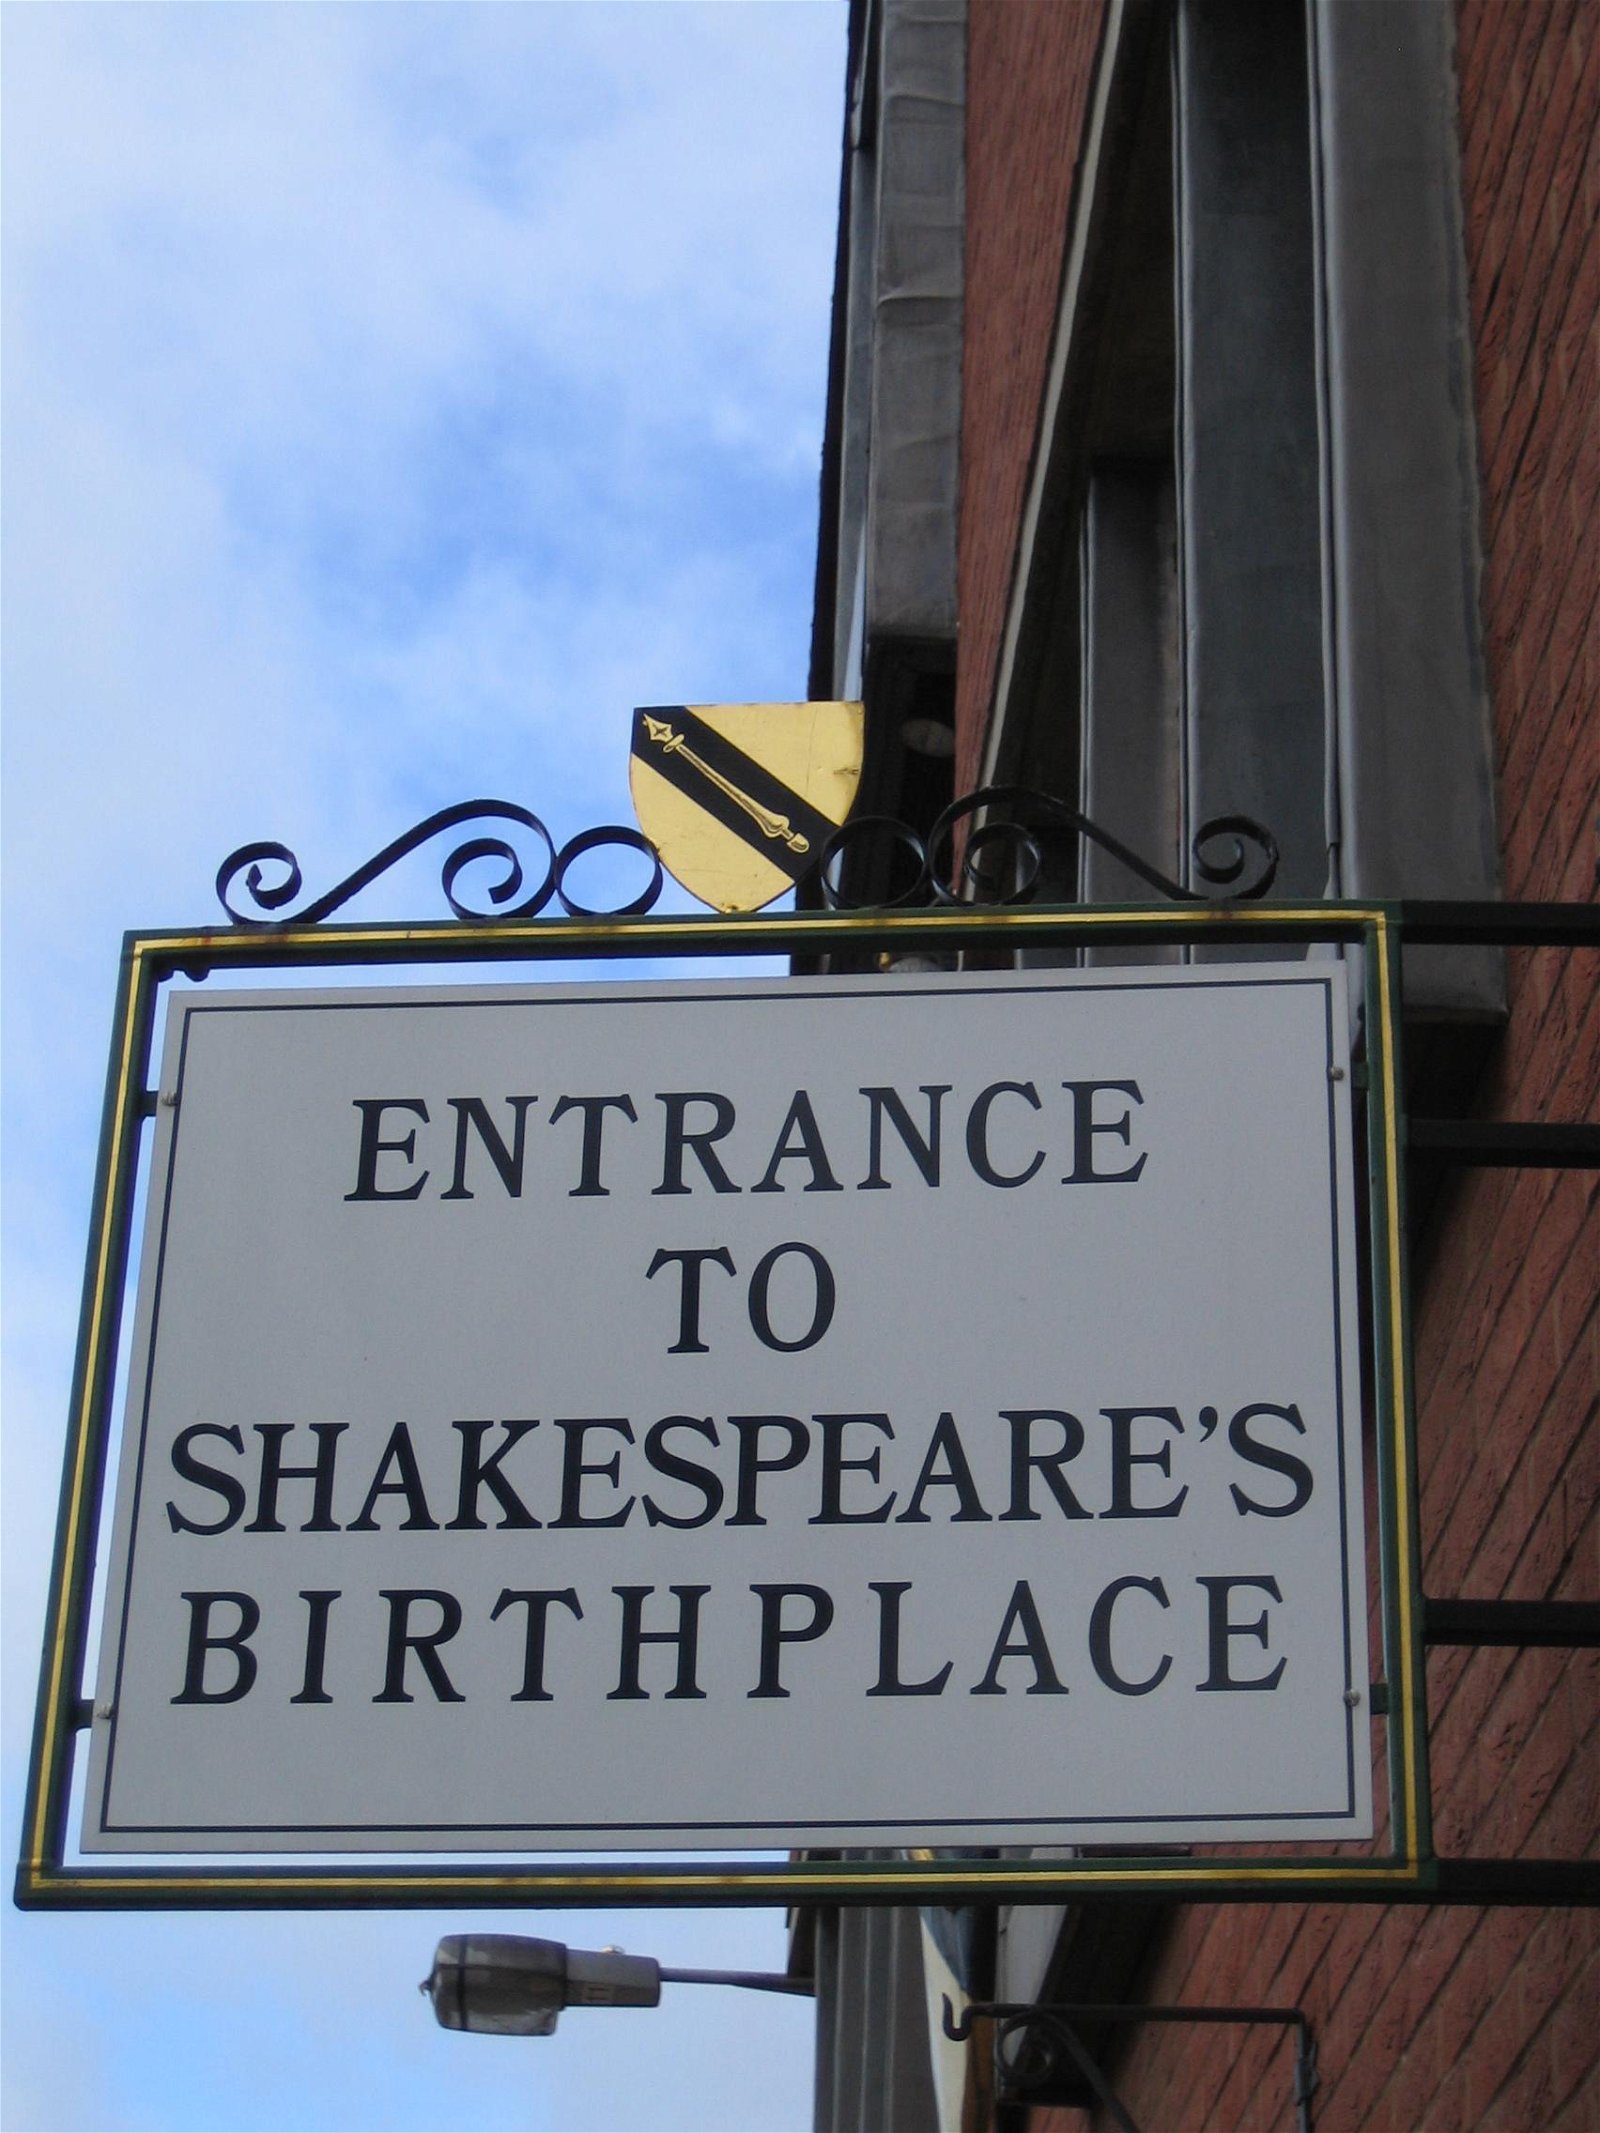 ENTRANCE
TO
SHAKESPEARE'S
BIRTHPLACE